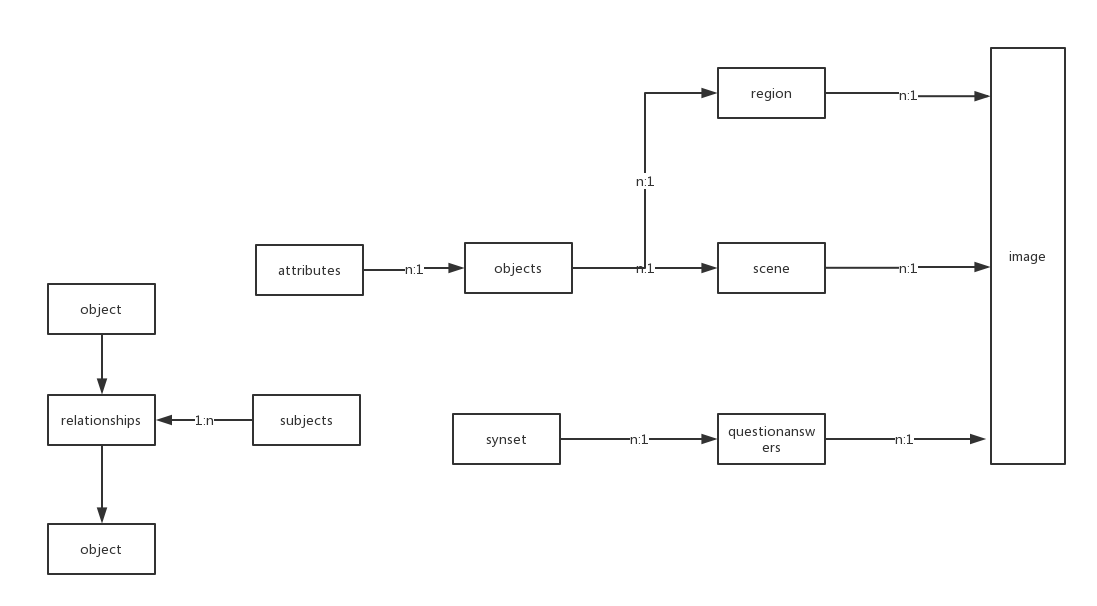 region
n:1
n:1
attributes
n:1
objects
n:1
scene
n:1
image
object
relationships
1:n
subjects
synset
n:1
questionansw
ers
n:1
object